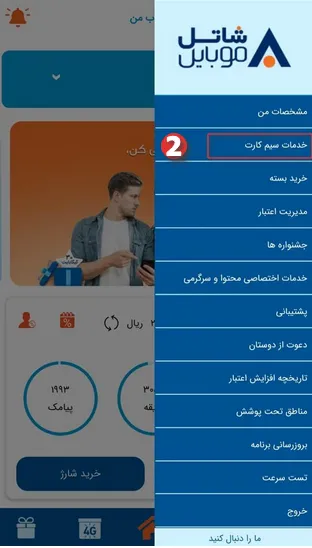 شاتل
موبایل
ب من
مشخصات من
2
خدمات سیم کارت
خرید بسته
مدیریت اعتبار
جشنواره ها
خدمات اختصاصی محتوا و سرگرمی
پشتیبانی
دعوت از دوستان
تاریخچه افزایش اعتبار
مناطق تحت پوشش
بروزرسانی برنامه
تست سرعت
خروج
ما را دنبال کنید
ی کن.
ریال
۱۹۹۳
پیامک
خرید شارژ
4G